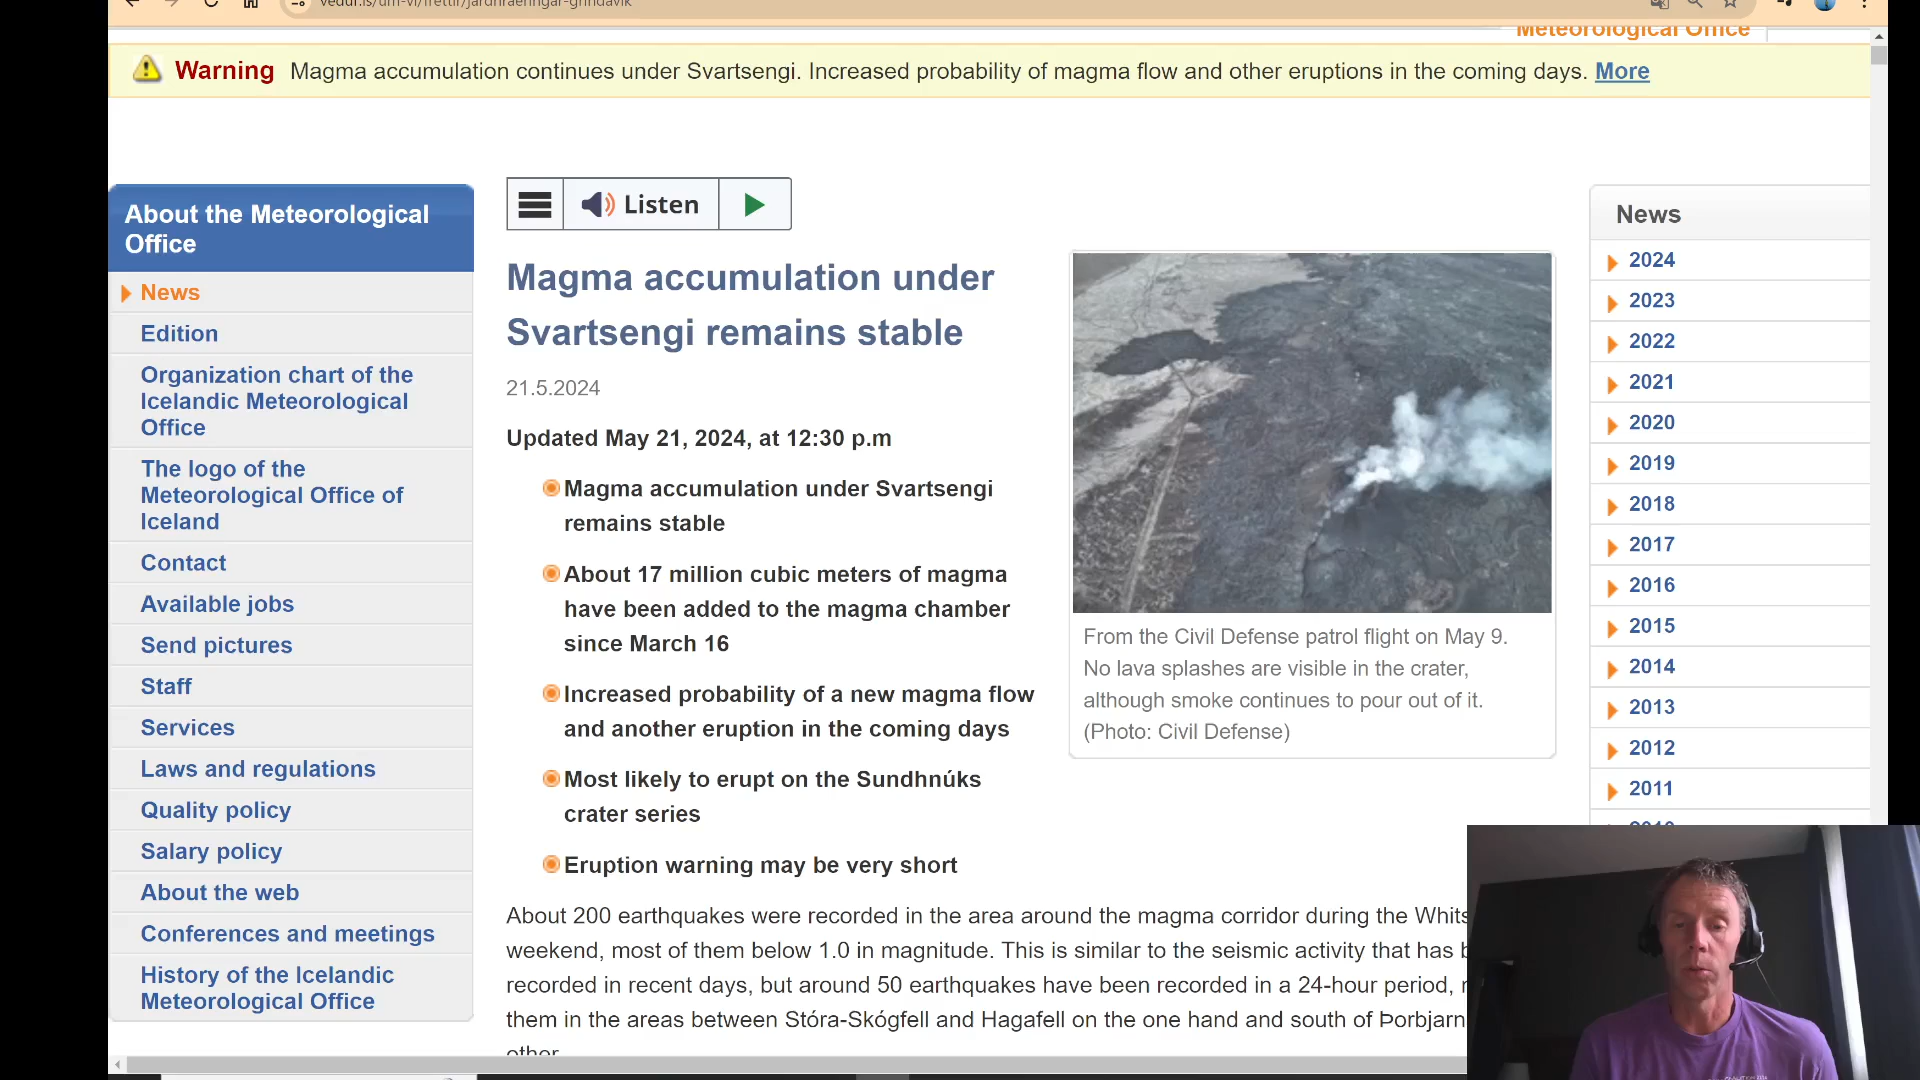 vedur.is/um-vi/frettir/jardhraeringar-grindavik
Meteorological Office
Warning Magma accumulation continues under Svartsengi. Increased probability of magma flow and other eruptions in the coming days. More
About the Meteorological
Office
News
Edition
Organization chart of the
Icelandic Meteorological
Office
The logo of the
Meteorological Office of
Iceland
Contact
Available jobs
Send pictures
Staff
Services
Laws and regulations
Quality policy
Salary policy
About the web
Conferences and meetings
History of the Icelandic
Meteorological Office
Listen
Magma accumulation under
Svartsengi remains stable
21.5.2024
Updated May 21, 2024, at 12:30 p.m
Magma accumulation under Svartsengi
remains stable
About 17 million cubic meters of magma
have been added to the magma chamber
since March 16
Increased probability of a new magma flow
and another eruption in the coming days
Most likely to erupt on the Sundhnúks
crater series
Eruption warning may be very short
About 200 earthquakes were recorded in the area around the magma corridor during the Whits
weekend, most of them below 1.0 in magnitude. This is similar to the seismic activity that has
recorded in recent days, but around 50 earthquakes have been recorded in a 24-hour period,
them in the areas between Stóra-Skógfell and Hagafell on the one hand and south of Þorbjarn
other
From the Civil Defense patrol flight on May 9.
No lava splashes are visible in the crater,
although smoke continues to pour out of it.
(Photo: Civil Defense)
News
2024
2023
2022
2021
2020
2019
2018
2017
2016
2015
2014
2013
2012
2011
2010